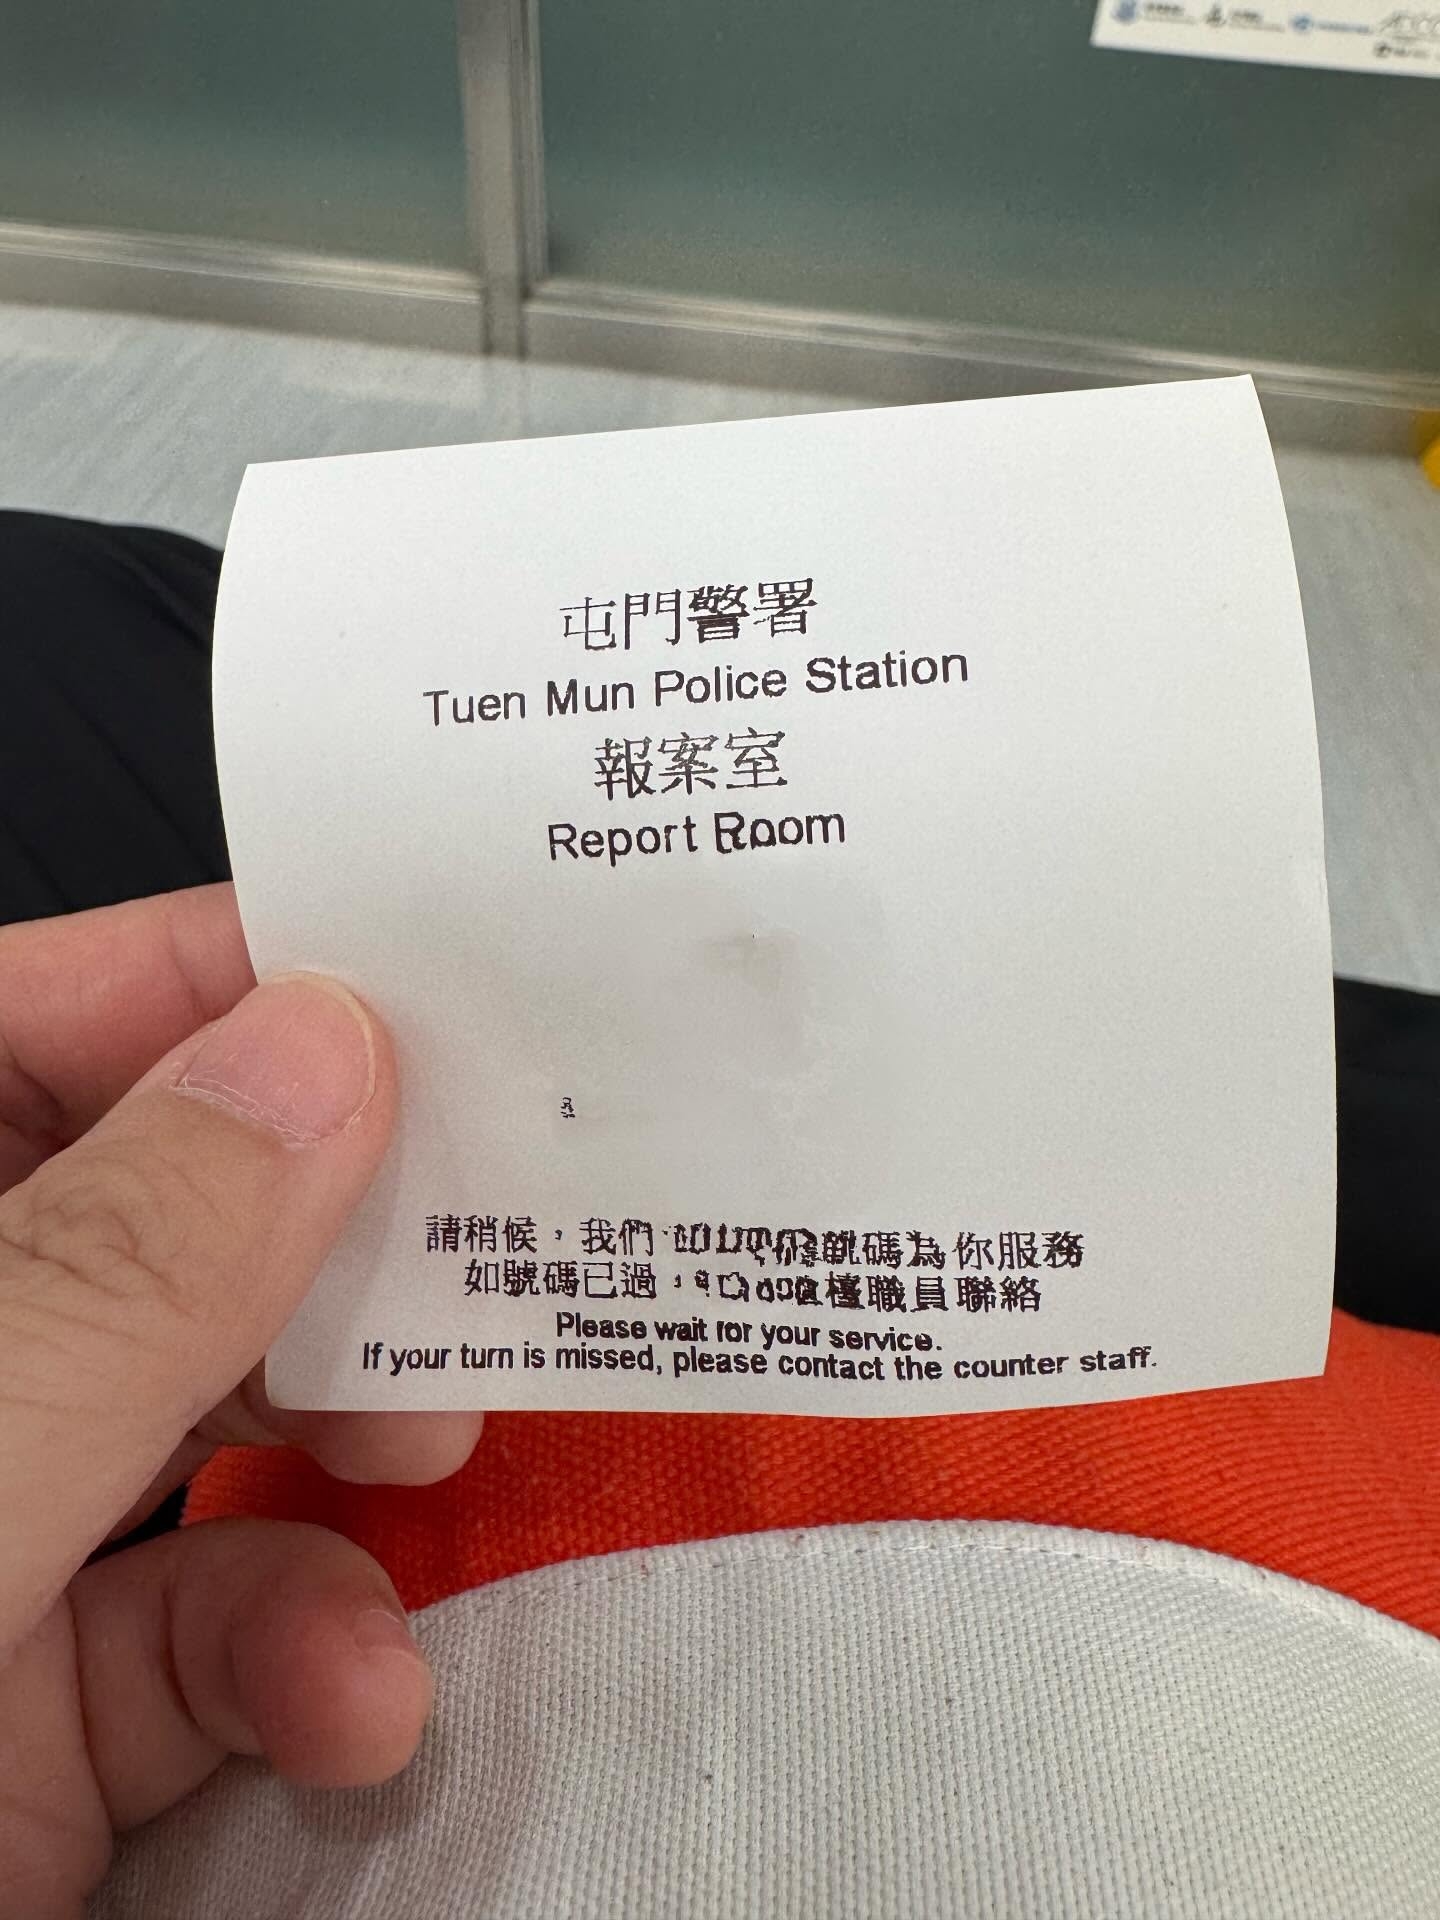 屯門警署
Tuen Mun Police Station
報案室
Report Room
請稍候，我們號碼為你服務
如號碼已過，檯職員聯絡
Please wait for your service.
If your turn is missed, please contact the counter staff.